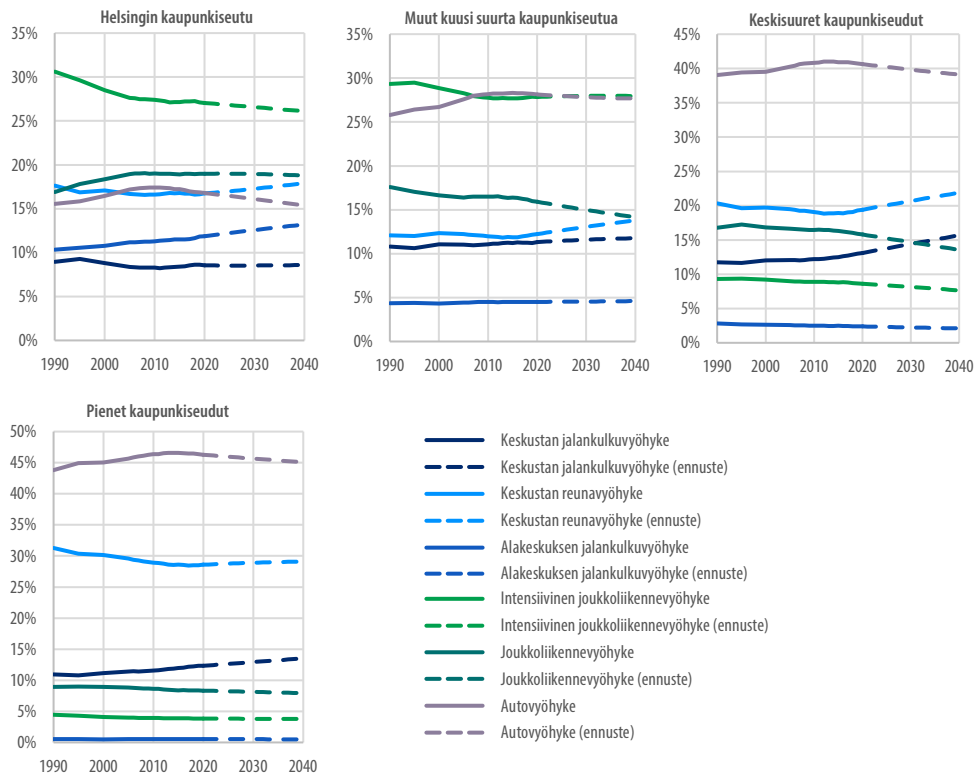 Helsingin kaupunkiseutu
35%
30%
25%
20%
15%
10%
5%
0%
1990 2000 2010 2020 2030 2040
Muut kuusi suurta kaupunkiseutua
35%
30%
25%
20%
15%
10%
5%
0%
1990 2000 2010 2020 2030 2040
Keskisuuret kaupunkiseudut
45%
40%
35%
30%
25%
20%
15%
10%
5%
0%
1990 2000 2010 2020 2030 2040
Pienet kaupunkiseudut
50%
45%
40%
35%
30%
25%
20%
15%
10%
5%
0%
1990 2000 2010 2020 2030 2040
Keskustan jalankulkuvyöhyke
Keskustan jalankulkuvyöhyke (ennuste)
Keskustan reunavyöhyke
Keskustan reunavyöhyke (ennuste)
Alakeskuksen jalankulkuvyöhyke
Alakeskuksen jalankulkuvyöhyke (ennuste)
Intensiivinen joukkoliikennevyöhyke
Intensiivinen joukkoliikennevyöhyke (ennuste)
Joukkoliikennevyöhyke
Joukkoliikennevyöhyke (ennuste)
Autovyöhyke
Autovyöhyke (ennuste)